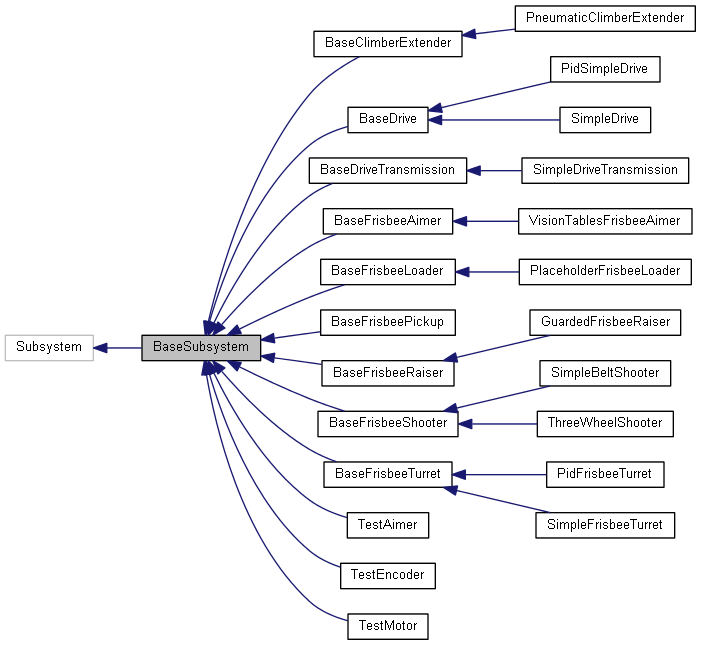 PneumaticClimberExtender
BaseClimberExtender
PidSimpleDrive
BaseDrive
SimpleDrive
BaseDriveTransmission
SimpleDriveTransmission
BaseFrisbeeAimer
VisionTablesFrisbeeAimer
BaseFrisbeeLoader
PlaceholderFrisbeeLoader
BaseFrisbeePickup
GuardedFrisbeeRaiser
Subsystem
BaseSubsystem
BaseFrisbeeRaiser
SimpleBeltShooter
BaseFrisbeeShooter
ThreeWheelShooter
BaseFrisbeeTurret
PidFrisbeeTurret
TestAimer
SimpleFrisbeeTurret
TestEncoder
TestMotor